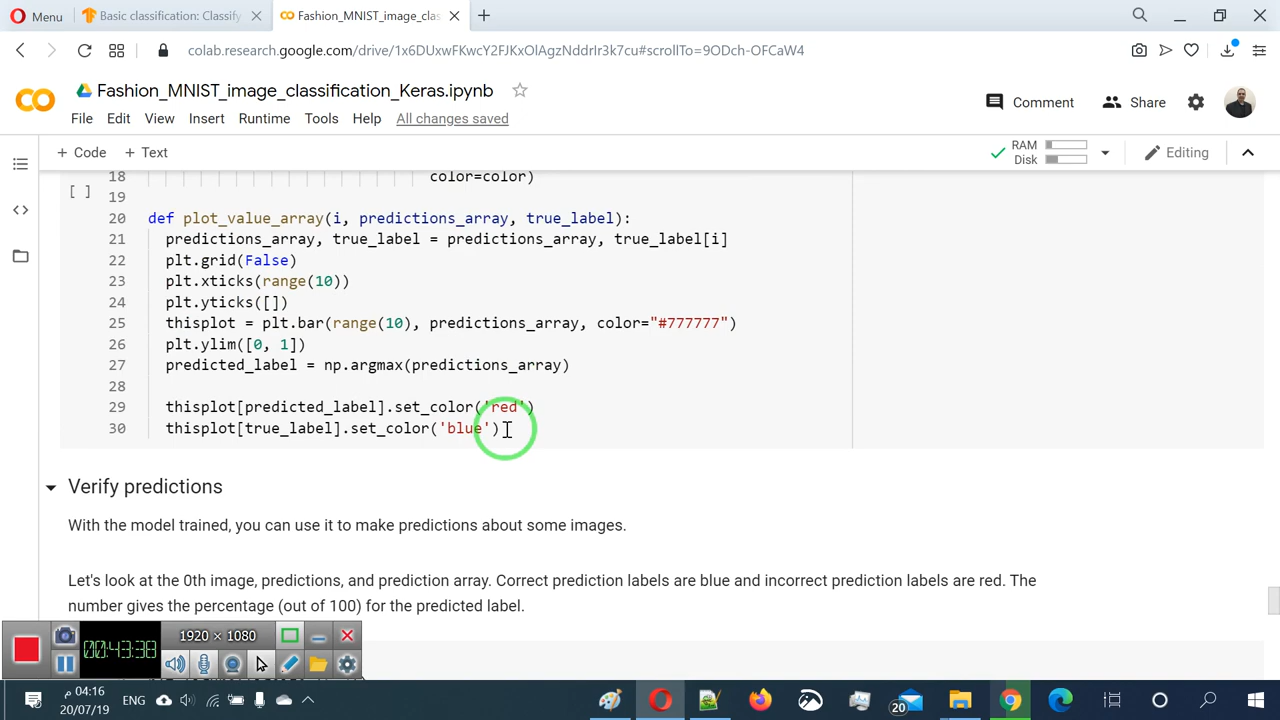 Menu
Basic classification: Classify
Fashion_MNIST_image_clas
colab.research.google.com/drive/1x6DUxwFKwcY2FJKxOlAgzNddrIr3k7cu#scrollTo=9ODch-OFCaW4
Fashion_MNIST_image_classification_Keras.ipynb
Comment
Share
File Edit View Insert Runtime Tools Help All changes saved
+ Code + Text
RAM
Disk
Editing
18 color=color)
[ ] 19
20 def plot_value_array(i, predictions_array, true_label):
21 predictions_array, true_label = predictions_array, true_label[i]
22 plt.grid(False)
23 plt.xticks(range(10))
24 plt.yticks([])
25 thisplot = plt.bar(range(10), predictions_array, color="#777777")
26 plt.ylim([0, 1])
27 predicted_label = np.argmax(predictions_array)
28
29 thisplot[predicted_label].set_color('red')
30 thisplot[true_label].set_color('blue')
Verify predictions
With the model trained, you can use it to make predictions about some images.
Let's look at the 0th image, predictions, and prediction array. Correct prediction labels are blue and incorrect prediction labels are red. The
number gives the percentage (out of 100) for the predicted label.
00:43:38
1920 × 1080
04:16 م
20/07/19
ENG
20